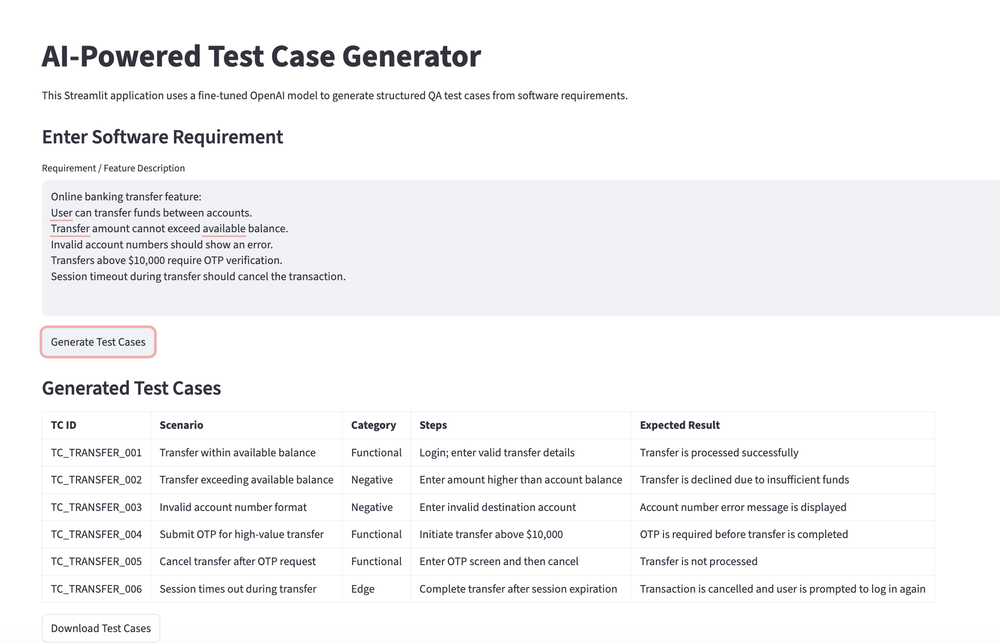 AI-Powered Test Case Generator
This Streamlit application uses a fine-tuned OpenAI model to generate structured QA test cases from software requirements.
Enter Software Requirement
Requirement / Feature Description
Online banking transfer feature:
User can transfer funds between accounts.
Transfer amount cannot exceed available balance.
Invalid account numbers should show an error.
Transfers above $10,000 require OTP verification.
Session timeout during transfer should cancel the transaction.
Generate Test Cases
Generated Test Cases
TC ID Scenario Category Steps Expected Result
TC_TRANSFER_001 Transfer within available balance Functional Login; enter valid transfer details Transfer is processed successfully
TC_TRANSFER_002 Transfer exceeding available balance Negative Enter amount higher than account balance Transfer is declined due to insufficient funds
TC_TRANSFER_003 Invalid account number format Negative Enter invalid destination account Account number error message is displayed
TC_TRANSFER_004 Submit OTP for high-value transfer Functional Initiate transfer above $10,000 OTP is required before transfer is completed
TC_TRANSFER_005 Cancel transfer after OTP request Functional Enter OTP screen and then cancel Transfer is not processed
TC_TRANSFER_006 Session times out during transfer Edge Complete transfer after session expiration Transaction is cancelled and user is prompted to log in again
Download Test Cases